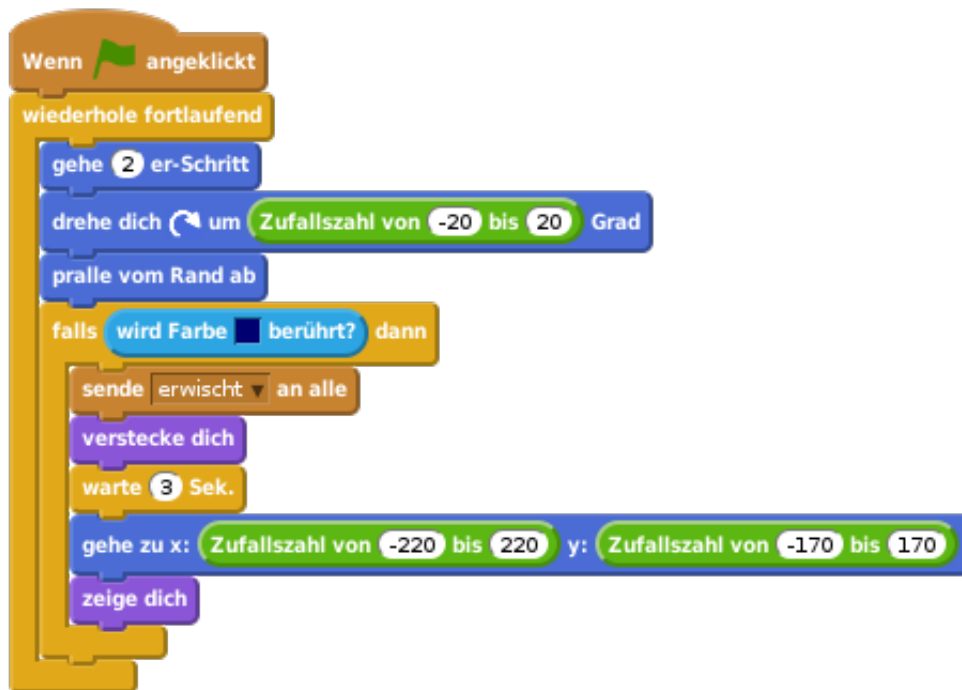 Wenn angeklickt
wiederhole fortlaufend
gehe 2 er-Schritt
drehe dich um Zufallszahl von -20 bis 20 Grad
pralle vom Rand ab
falls wird Farbe berührt? dann
sende erwischt an alle
verstecke dich
warte 3 Sek.
gehe zu x: Zufallszahl von -220 bis 220 y: Zufallszahl von -170 bis 170
zeige dich